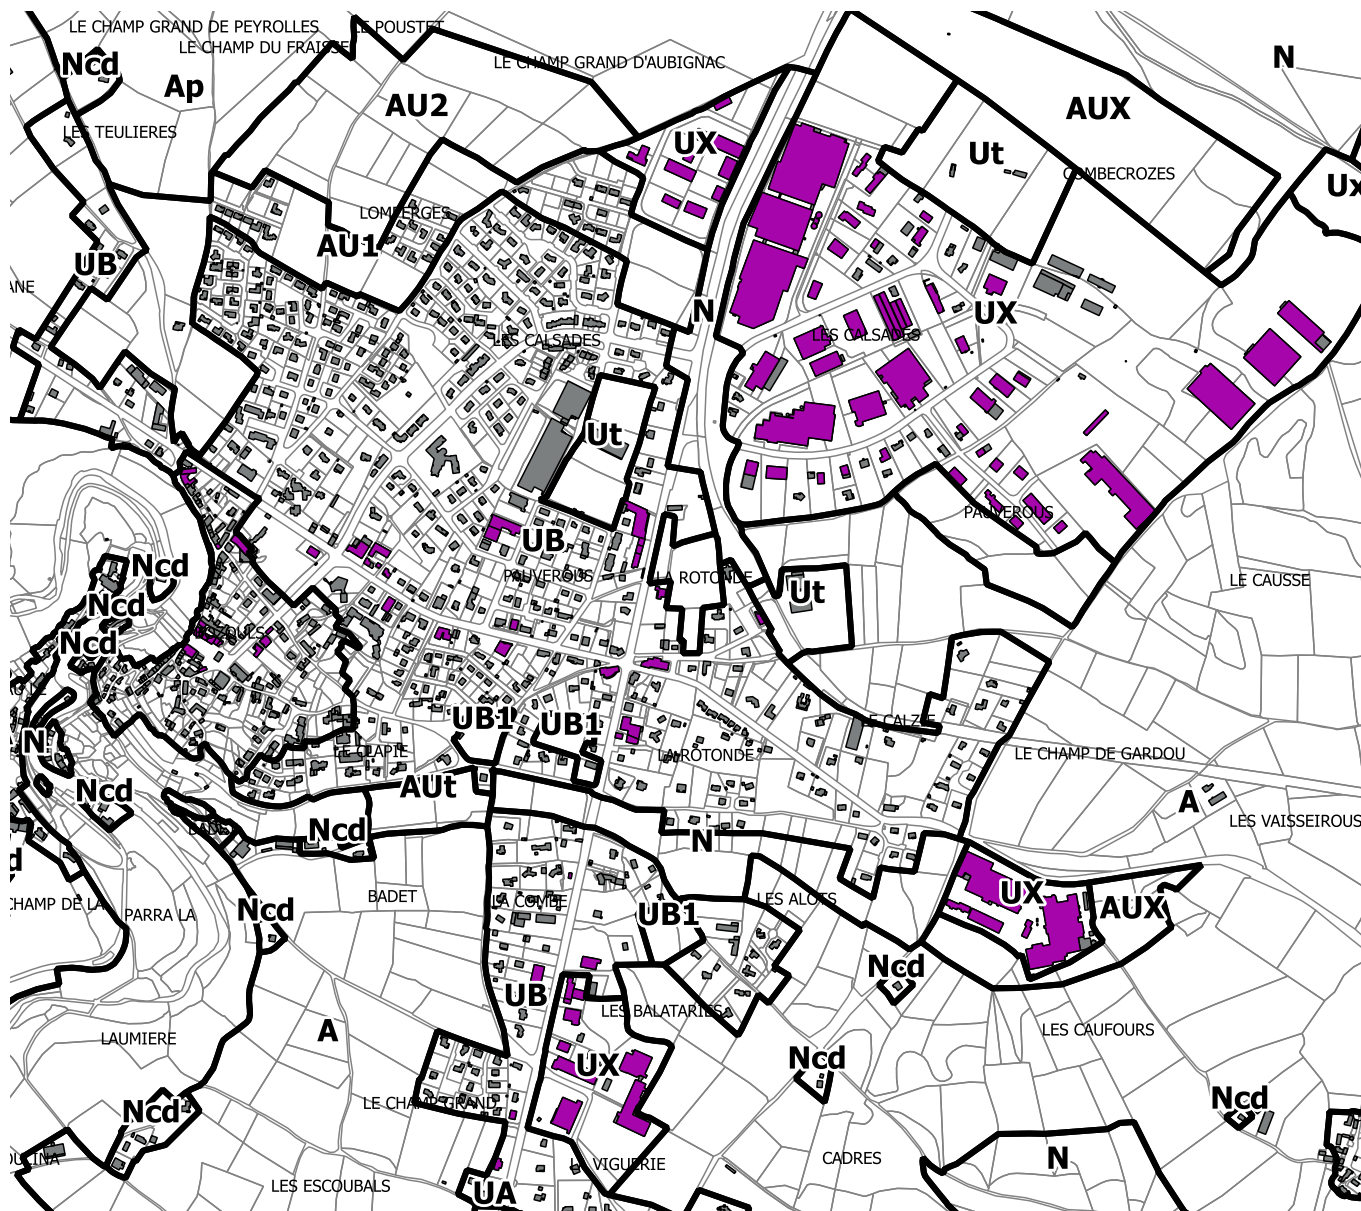 LE CHAMP GRAND DE PEYROLLES
LE POUSTET
LE CHAMP DU FRAISSE
N
Ncd
LE CHAMP GRAND D'AUBIGNAC
Ap
AU2
AUX
LES TEULIERES
UX
Ut
COMBECROZES
Ux
LOMBERGES
AU1
UB
N
UX
LES CALSADES
LES CALSADES
Ut
UB
PAUVEROUS
Ncd
PAUVEROUS
LA ROTONDE
LE CAUSSE
Ut
Ncd
Ncd
UB1
UB1
LE CALZIE
N
LE CLAPIE
LA ROTONDE
LE CHAMP DE GARDOU
AUt
Ncd
A
LES VAISSEIROUS
BADET
Ncd
N
BADET
LA COMBE
LES ALOTS
UX
AUX
CHAMP DE LA
PARRA LA
Ncd
UB1
Ncd
UB
LES BALATARIES
LES CAUFOURS
LAUMIERE
A
UX
Ncd
Ncd
LE CHAMP GRAND
Ncd
LA VIGUERIE
CADRES
N
LES ESCOUBALS
UA